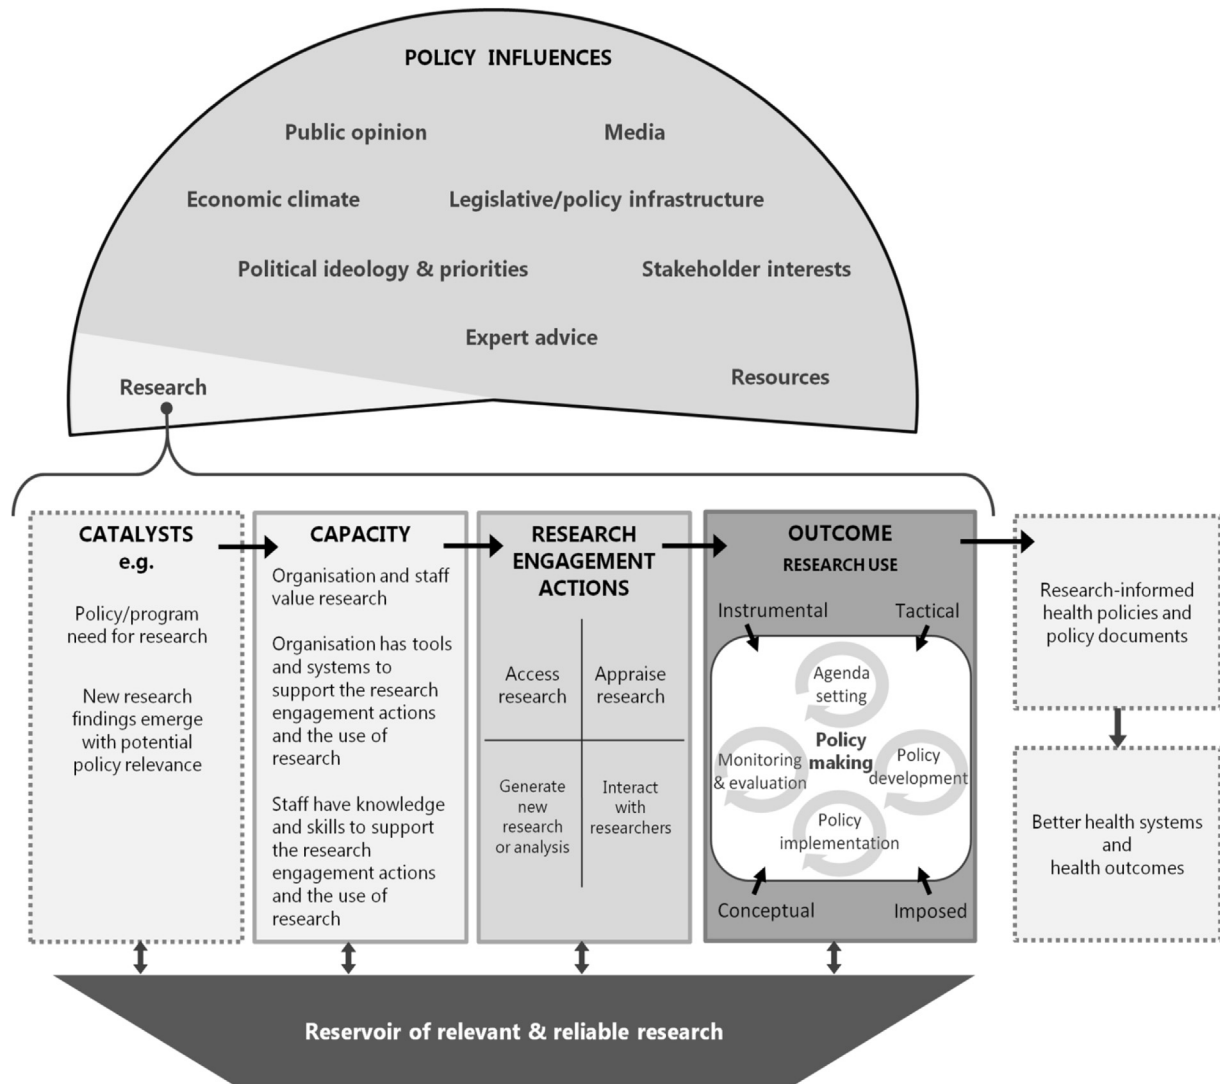 POLICY INFLUENCES
Public opinion
Media
Economic climate
Legislative/policy infrastructure
Political ideology & priorities
Stakeholder interests
Expert advice
Resources
Research
CATALYSTS
e.g.
Policy/program
need for research
New research
findings emerge
with potential
policy relevance
CAPACITY
Organisation and staff
value research
Organisation has tools
and systems to
support the research
engagement actions
and the use of
research
Staff have knowledge
and skills to support
the research
engagement actions
and the use of
research
RESEARCH
ENGAGEMENT
ACTIONS
Access
research
Appraise
research
Generate
new
research
or analysis
Interact
with
researchers
OUTCOME
RESEARCH USE
Instrumental
Tactical
Agenda
setting
Policy
making
Monitoring
& evaluation
Policy
development
Policy
implementation
Conceptual
Imposed
Research-informed
health policies and
policy documents
Better health systems
and
health outcomes
Reservoir of relevant & reliable research